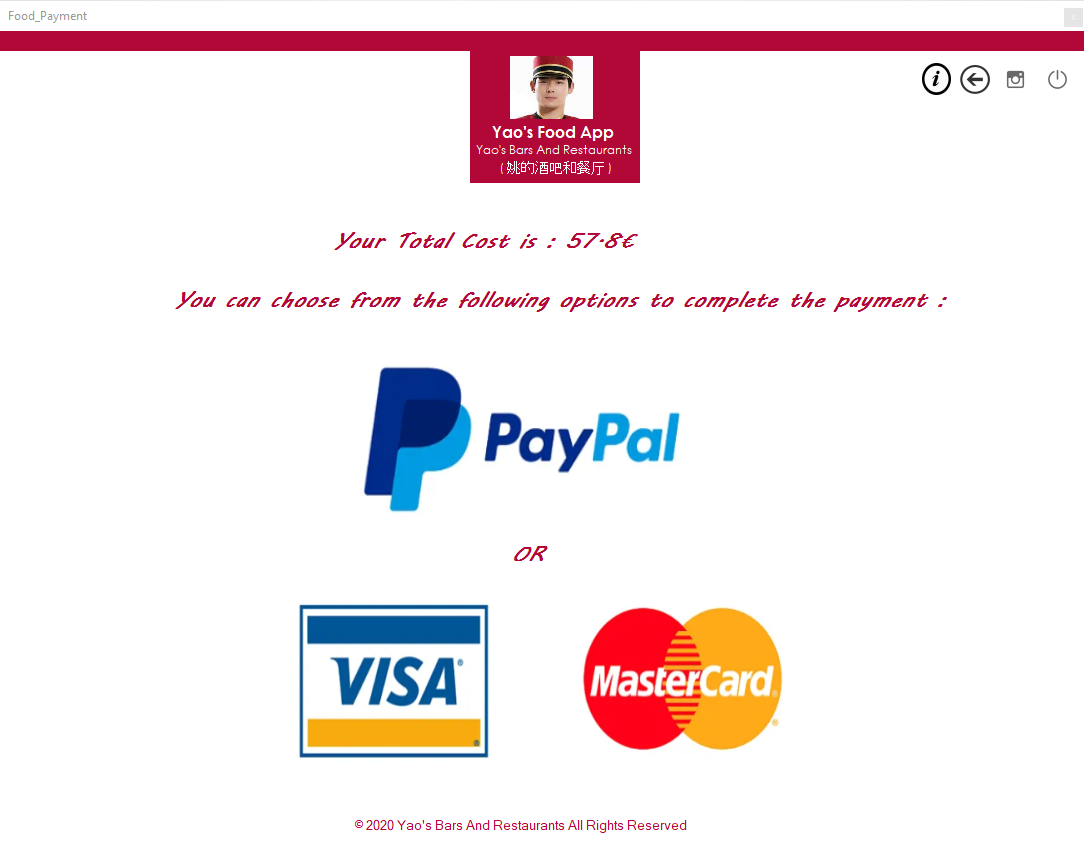 Food_Payment
Yao's Food App
Yao's Bars And Restaurants
(姚的酒吧和餐厅)
Your Total Cost is : 57.8€
You can choose from the following options to complete the payment :
PayPal
OR
VISA
MasterCard
© 2020 Yao's Bars And Restaurants All Rights Reserved